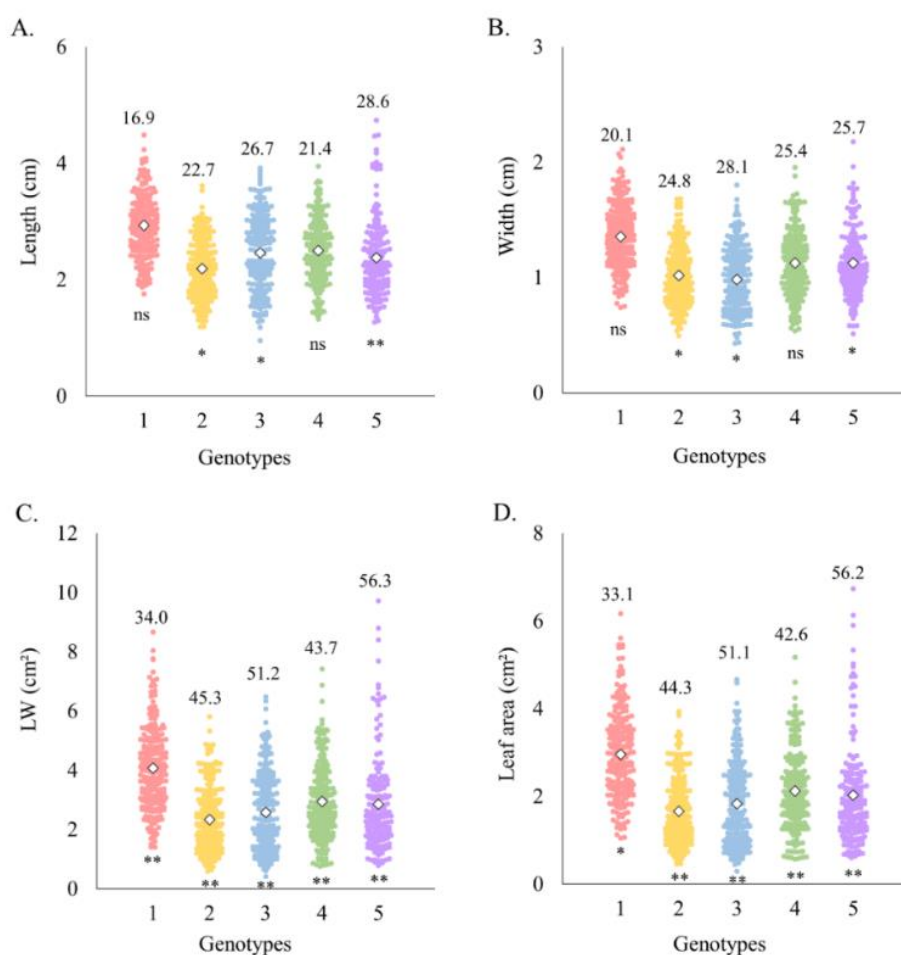 A.
6
4
2
0
Length (cm)
16.9
22.7
26.7
21.4
28.6
ns
*
*
ns
**
1 2 3 4 5
Genotypes
B.
3
2
1
0
Width (cm)
20.1
24.8
28.1
25.4
25.7
ns
*
*
ns
*
1 2 3 4 5
Genotypes
C.
12
10
8
6
4
2
0
LW (cm²)
34.0
45.3
51.2
43.7
56.3
**
**
**
**
**
1 2 3 4 5
Genotypes
D.
8
6
4
2
0
Leaf area (cm²)
33.1
44.3
51.1
42.6
56.2
*
**
**
**
**
1 2 3 4 5
Genotypes